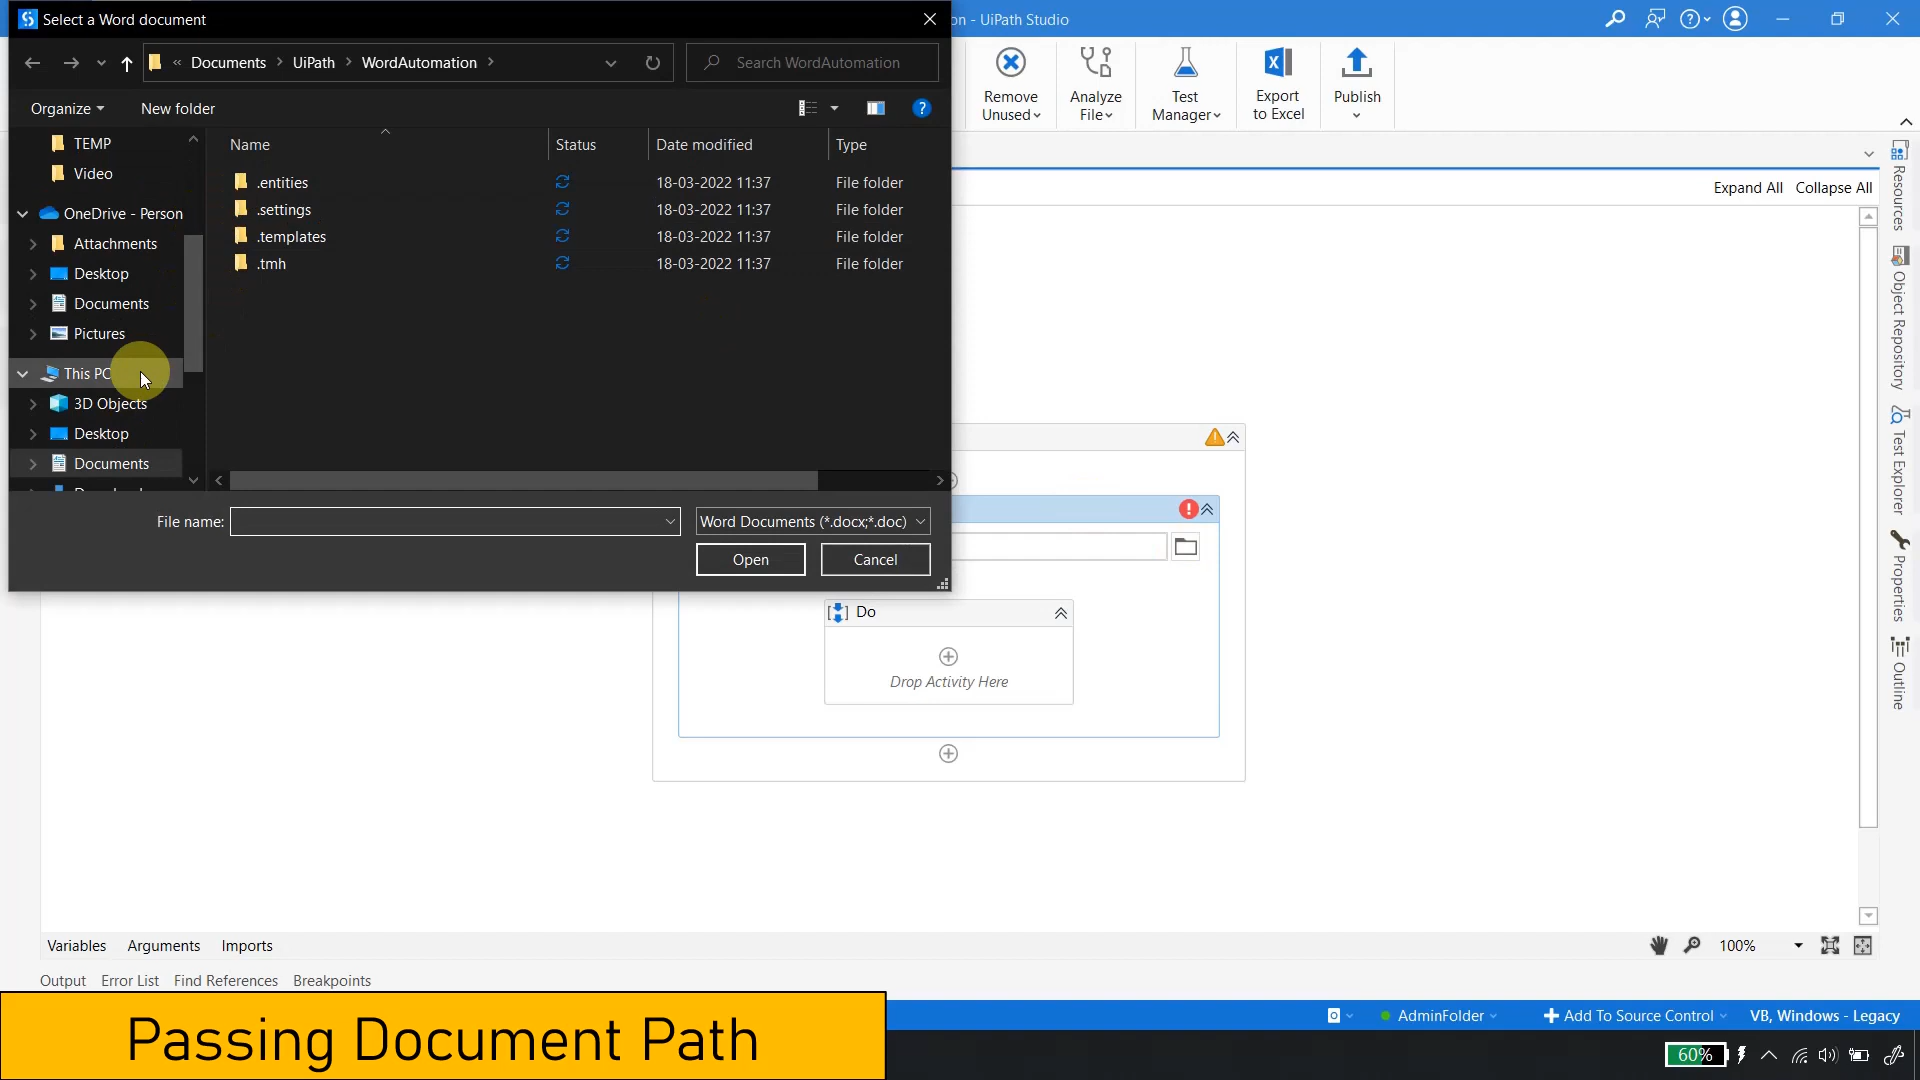 Select a Word document
on - UiPath Studio
« Documents > UiPath > WordAutomation >
Search WordAutomation
Organize
New folder
Remove Unused
Analyze File
Test Manager
Export to Excel
Publish
Name Status Date modified Type
TEMP
Video
OneDrive - Person
Attachments
Desktop
Documents
Pictures
This PC
3D Objects
Desktop
Documents
.entities 18-03-2022 11:37 File folder
.settings 18-03-2022 11:37 File folder
.templates 18-03-2022 11:37 File folder
.tmh 18-03-2022 11:37 File folder
File name:
Word Documents (*.docx;*.doc)
Open
Cancel
Expand All Collapse All
Resources
Object Repository
Test Explorer
Properties
Outline
Do
Drop Activity Here
Variables Arguments Imports
100%
Output Error List Find References Breakpoints
AdminFolder
Add To Source Control
VB, Windows - Legacy
Passing Document Path
60%